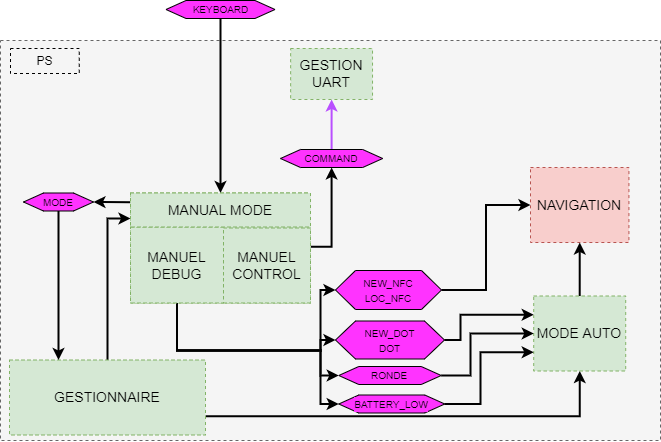 KEYBOARD
PS
GESTION
UART
COMMAND
MODE
MANUAL MODE
NAVIGATION
MANUEL
DEBUG
MANUEL
CONTROL
NEW_NFC
LOC_NFC
NEW_DOT
DOT
MODE AUTO
RONDE
GESTIONNAIRE
BATTERY_LOW